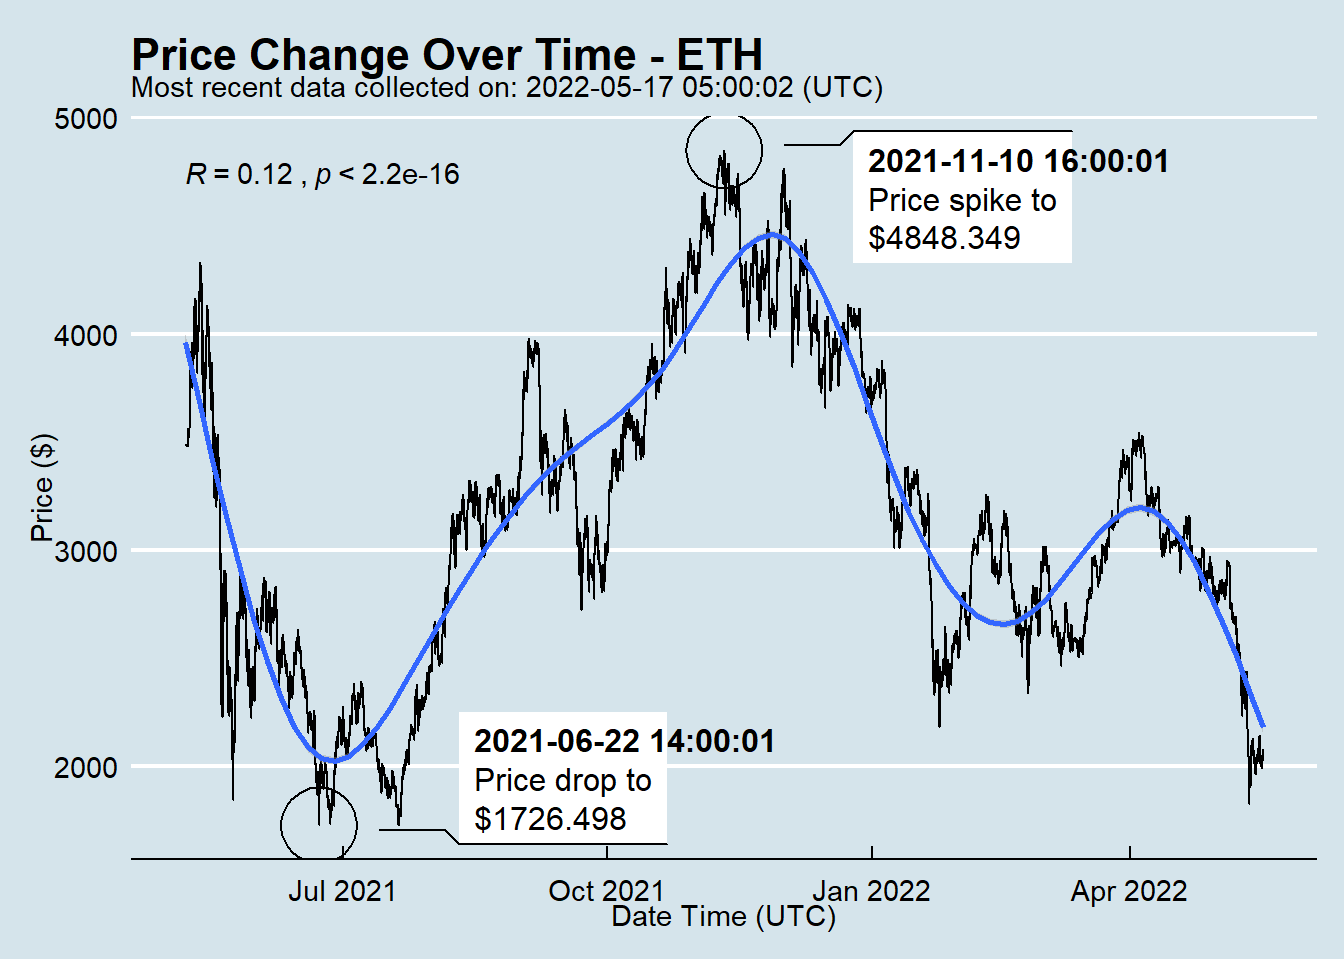 Price Change Over Time - ETH
Most recent data collected on: 2022-05-17 05:00:02 (UTC)
5000
R = 0.12 , p < 2.2e-16
2021-11-10 16:00:01
Price spike to
$4848.349
4000
Price ($)
3000
2021-06-22 14:00:01
Price drop to
$1726.498
2000
Jul 2021 Oct 2021 Jan 2022 Apr 2022
Date Time (UTC)